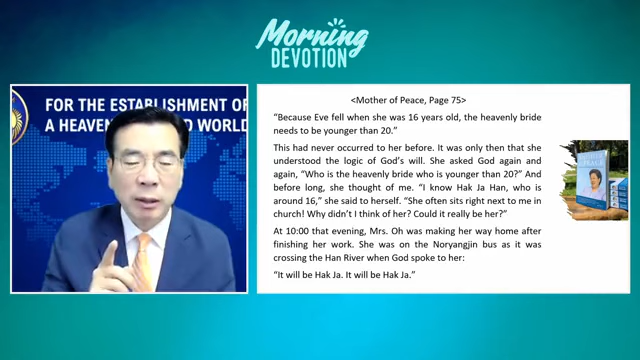 Morning
DEVOTION
FOR THE ESTABLISHMENT OF
A HEAVEN D WORLD
<Mother of Peace, Page 75>
“Because Eve fell when she was 16 years old, the heavenly bride
needs to be younger than 20.”
This had never occurred to her before. It was only then that she
understood the logic of God’s will. She asked God again and
again, “Who is the heavenly bride who is younger than 20?” And
before long, she thought of me. “I know Hak Ja Han, who is
around 16,” she said to herself. “She often sits right next to me in
church! Why didn’t I think of her? Could it really be her?”
At 10:00 that evening, Mrs. Oh was making her way home after
finishing her work. She was on the Noryangjin bus as it was
crossing the Han River when God spoke to her:
“It will be Hak Ja. It will be Hak Ja.”